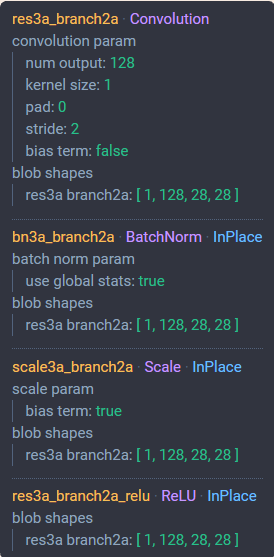 res3a_branch2a · Convolution
convolution param
num output: 128
kernel size: 1
pad: 0
stride: 2
bias term: false
blob shapes
res3a branch2a: [ 1, 128, 28, 28 ]
bn3a_branch2a · BatchNorm · InPlace
batch norm param
use global stats: true
blob shapes
res3a branch2a: [ 1, 128, 28, 28 ]
scale3a_branch2a · Scale · InPlace
scale param
bias term: true
blob shapes
res3a branch2a: [ 1, 128, 28, 28 ]
res3a_branch2a_relu · ReLU · InPlace
blob shapes
res3a branch2a: [ 1, 128, 28, 28 ]